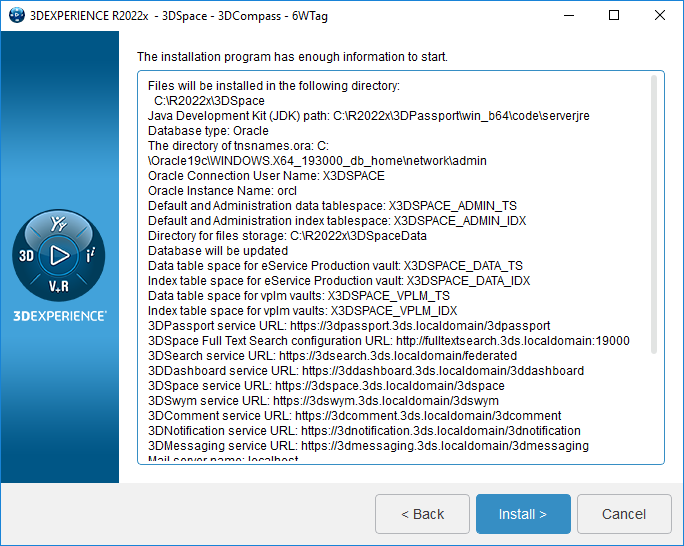 3DEXPERIENCE R2022x - 3DSpace - 3DCompass - 6WTag
The installation program has enough information to start.
Files will be installed in the following directory:
C:\R2022x\3DSpace
Java Development Kit (JDK) path: C:\R2022x\3DPassport\win_b64\code\serverjre
Database type: Oracle
The directory of tnsnames.ora: C:
\Oracle19c\WINDOWS.X64_193000_db_home\network\admin
Oracle Connection User Name: X3DSPACE
Oracle Instance Name: orcl
Default and Administration data tablespace: X3DSPACE_ADMIN_TS
Default and Administration index tablespace: X3DSPACE_ADMIN_IDX
Directory for files storage: C:\R2022x\3DSpaceData
Database will be updated
Data table space for eService Production vault: X3DSPACE_DATA_TS
Index table space for eService Production vault: X3DSPACE_DATA_IDX
Data table space for vplm vaults: X3DSPACE_VPLM_TS
Index table space for vplm vaults: X3DSPACE_VPLM_IDX
3DPassport service URL: https://3dpassport.3ds.localdomain/3dpassport
3DSpace Full Text Search configuration URL: http://fulltextsearch.3ds.localdomain:19000
3DSearch service URL: https://3dsearch.3ds.localdomain/federated
3DDashboard service URL: https://3ddashboard.3ds.localdomain/3ddashboard
3DSpace service URL: https://3dspace.3ds.localdomain/3dspace
3DSwym service URL: https://3dswym.3ds.localdomain/3dswym
3DComment service URL: https://3dcomment.3ds.localdomain/3dcomment
3DNotification service URL: https://3dnotification.3ds.localdomain/3dnotification
3DMessaging service URL: https://3dmessaging.3ds.localdomain/3dmessaging
Mail server name: localhost
3D
V+R
3DEXPERIENCE
< Back
Install >
Cancel